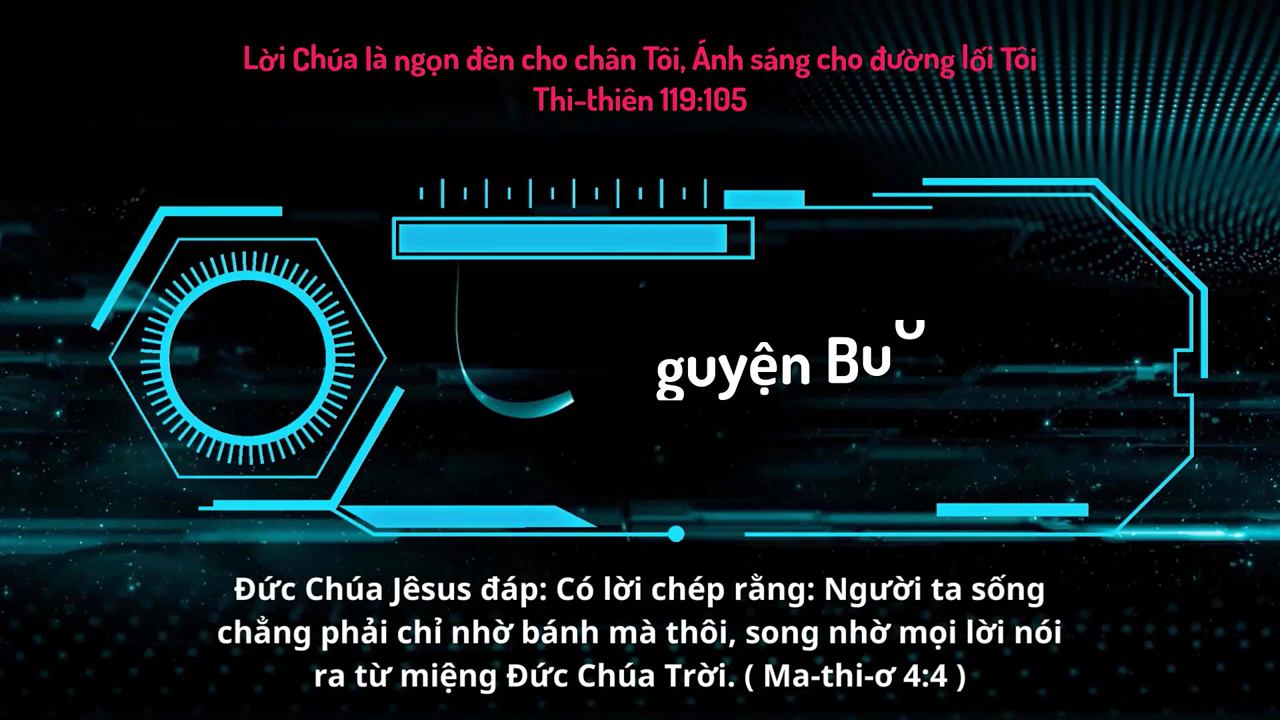 Lời Chúa là ngọn đèn cho chân Tôi, Ánh sáng cho đường lối Tôi
Thi-thiên 119:105
guyện Bu
Đức Chúa Jêsus đáp: Có lời chép rằng: Người ta sống
chẳng phải chỉ nhờ bánh mà thôi, song nhờ mọi lời nói
ra từ miệng Đức Chúa Trời. ( Ma-thi-ơ 4:4 )